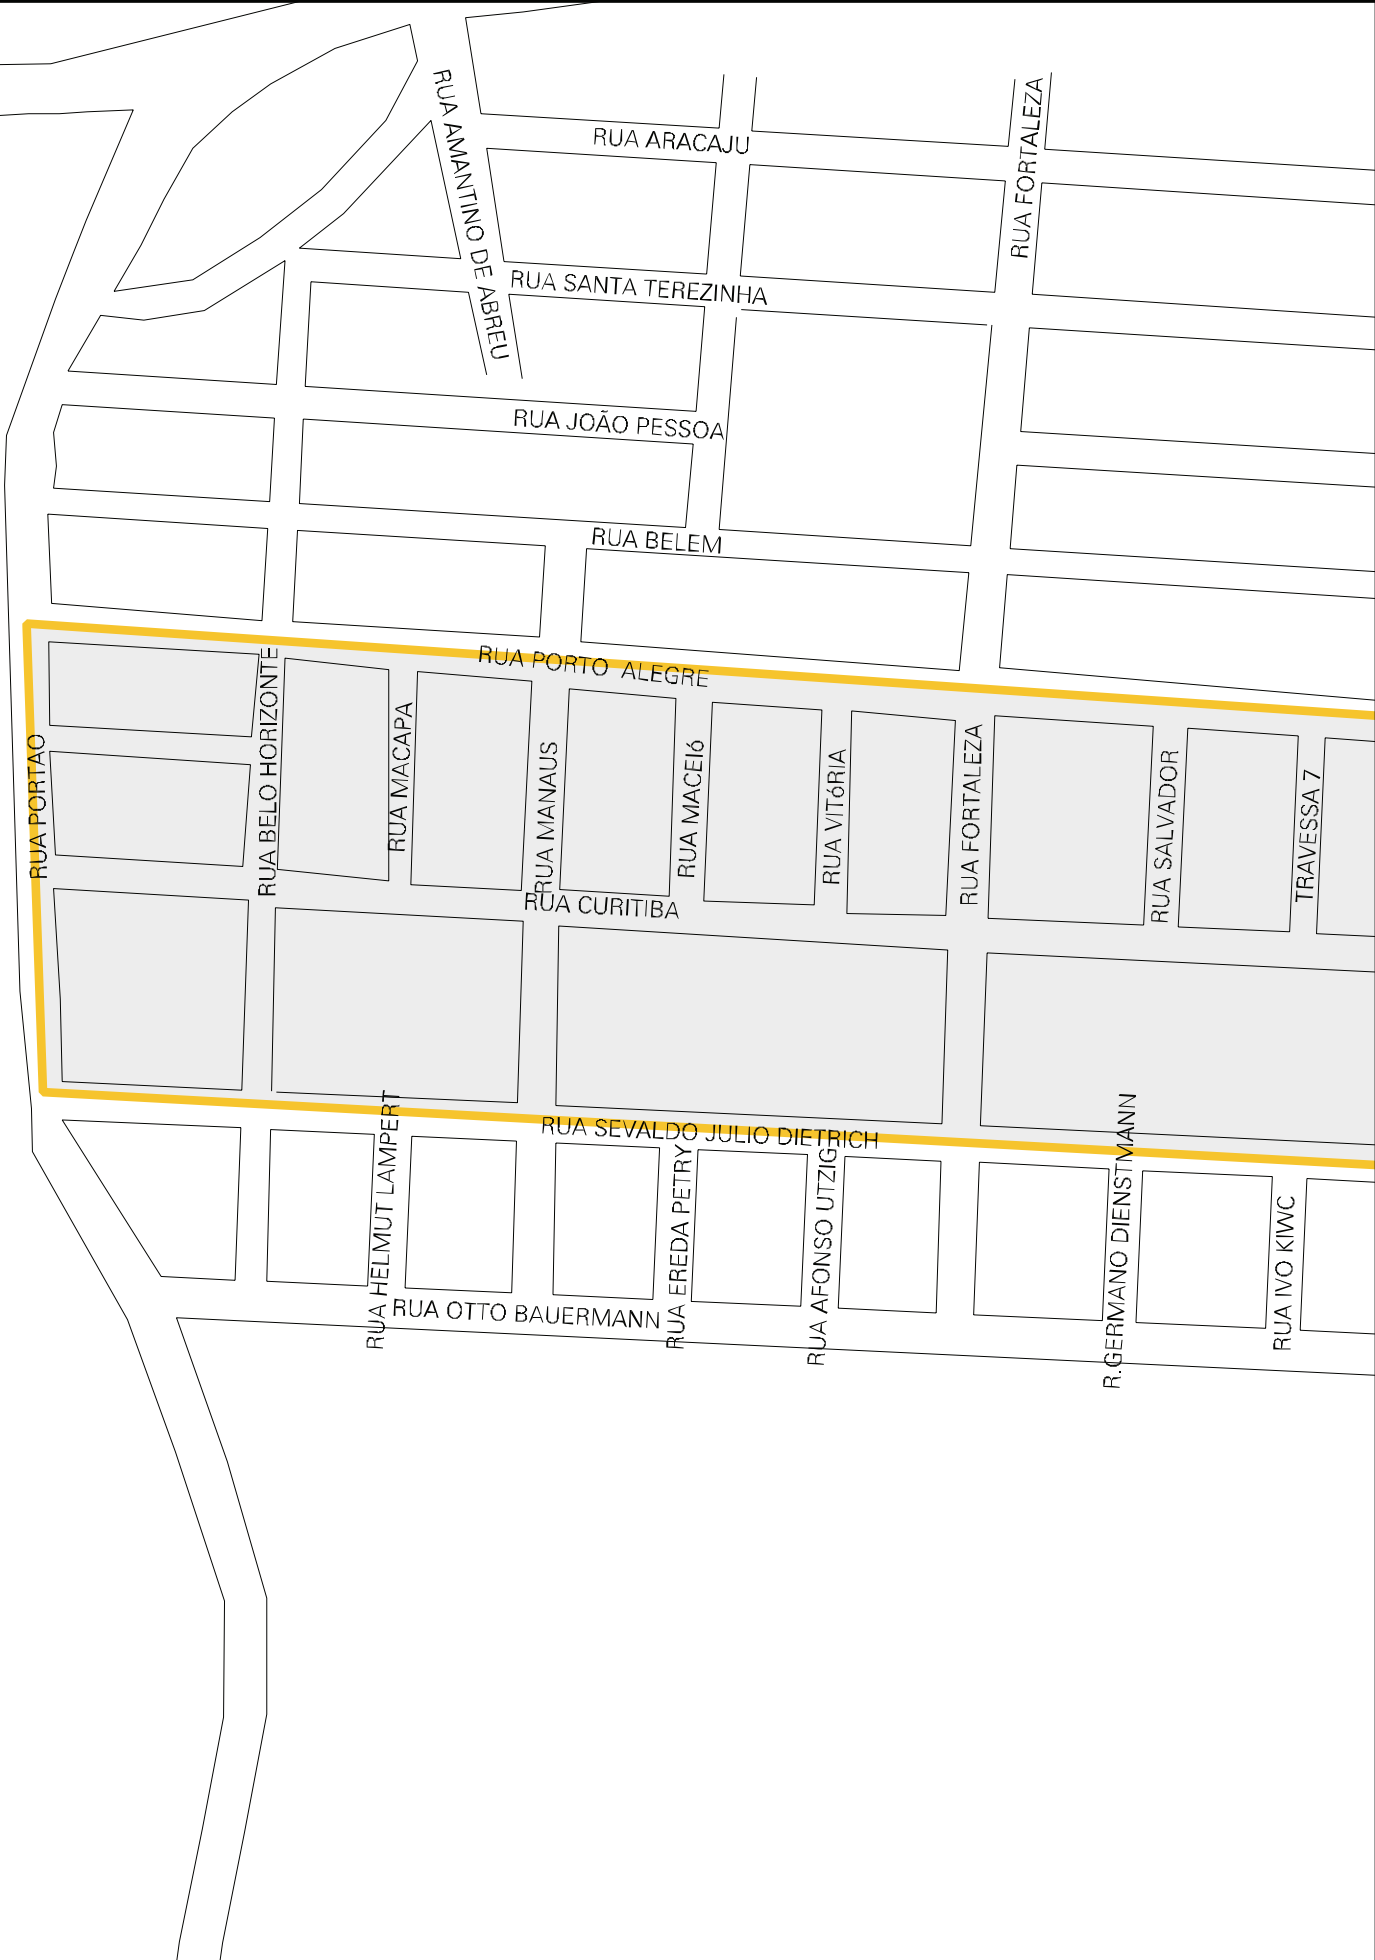 RUA AMANTINO DE ABREU
RUA ARACAJU
RUA FORTALEZA
RUA SANTA TEREZINHA
RUA JOÃO PESSOA
RUA BELEM
RUA PORTO ALEGRE
RUA PORTAO
RUA BELO HORIZONTE
RUA MACAPA
RUA MANAUS
RUA MACEIó
RUA VITóRIA
RUA FORTALEZA
RUA SALVADOR
TRAVESSA 7
RUA CURITIBA
RUA SEVALDO JULIO DIETRICH
RUA HELMUT LAMPERT
RUA EREDA PETRY
RUA AFONSO UTZIG
R.GERMANO DIENSTMANN
RUA IVO KIWC
RUA OTTO BAUERMANN